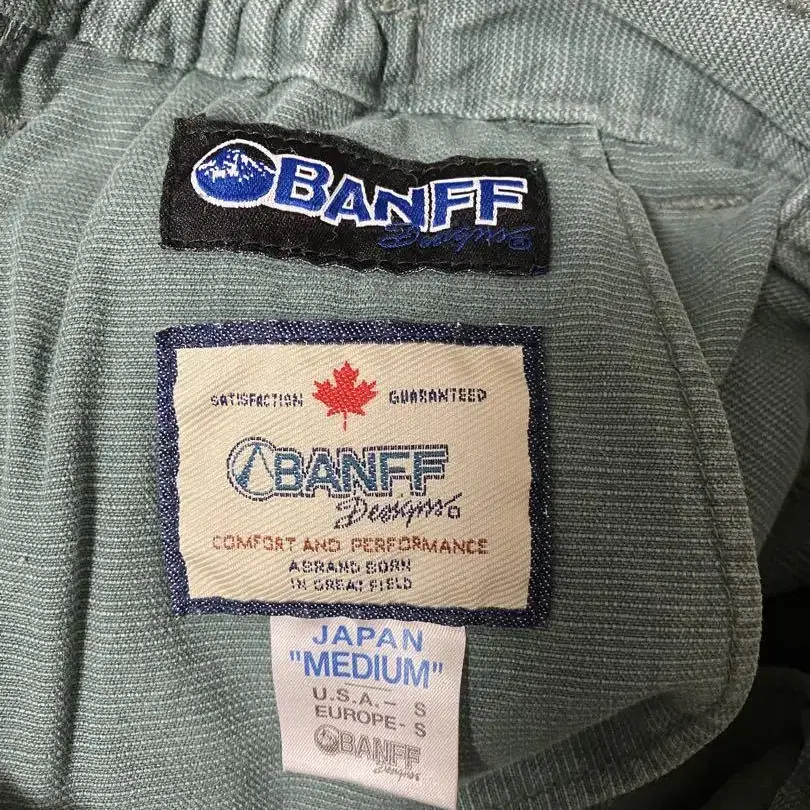 BANFF
Designs
SATISFACTION GUARANTEED
BANFF
Designs
COMFORT AND PERFORMANCE
A BRAND BORN
IN GREAT FIELD
JAPAN
"MEDIUM"
U.S.A.- S
EUROPE- S
BANFF
Designs